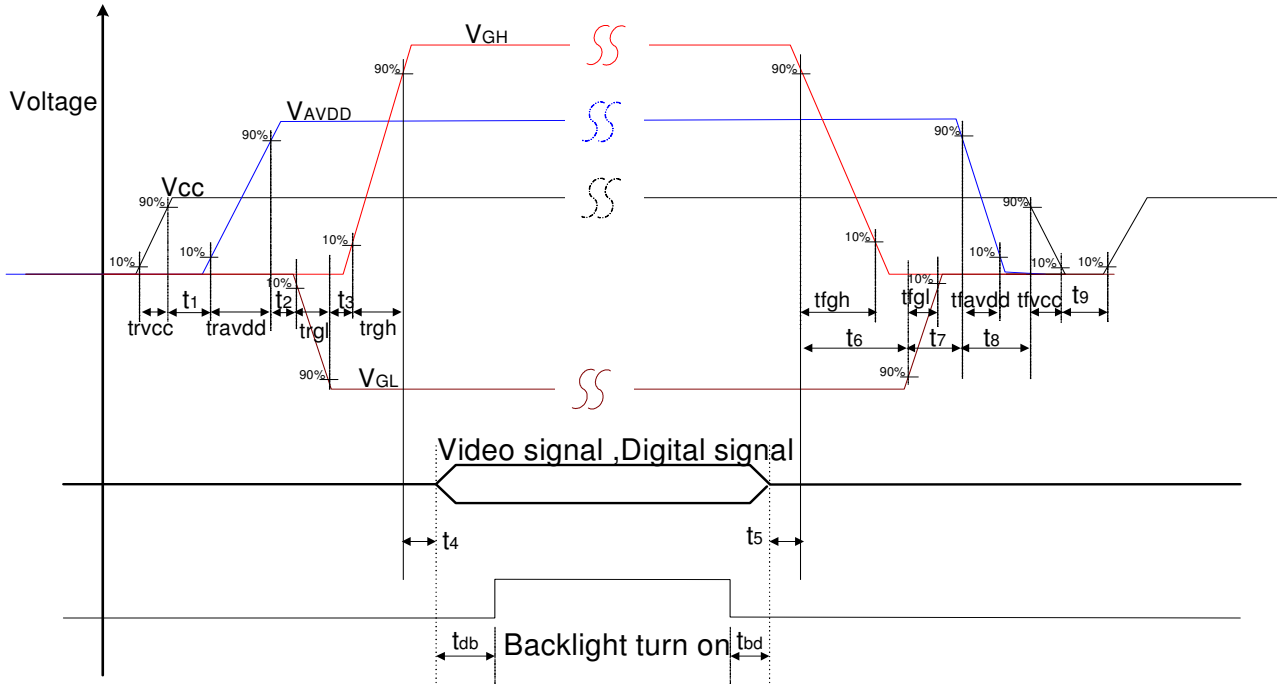 VGH
90%
90%
Voltage
VAVDD
90%
90%
Vcc
90%
90%
10%
10%
10%
10%
10%
10%
10%
10%
10%
10%
t1
t2
t3
trvcc
travdd
trgl
trgh
tfgh
tfgl
tfavdd
tfvcc
t9
t6
t7
t8
90%
VGL
90%
Video signal ,Digital signal
t4
t5
tdb
Backlight turn on
tbd